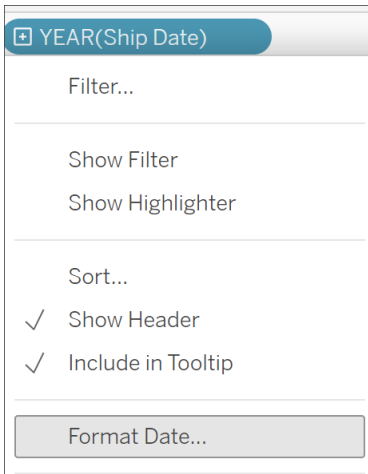 YEAR(Ship Date)
Filter...
Show Filter
Show Highlighter
Sort...
Show Header
Include in Tooltip
Format Date...